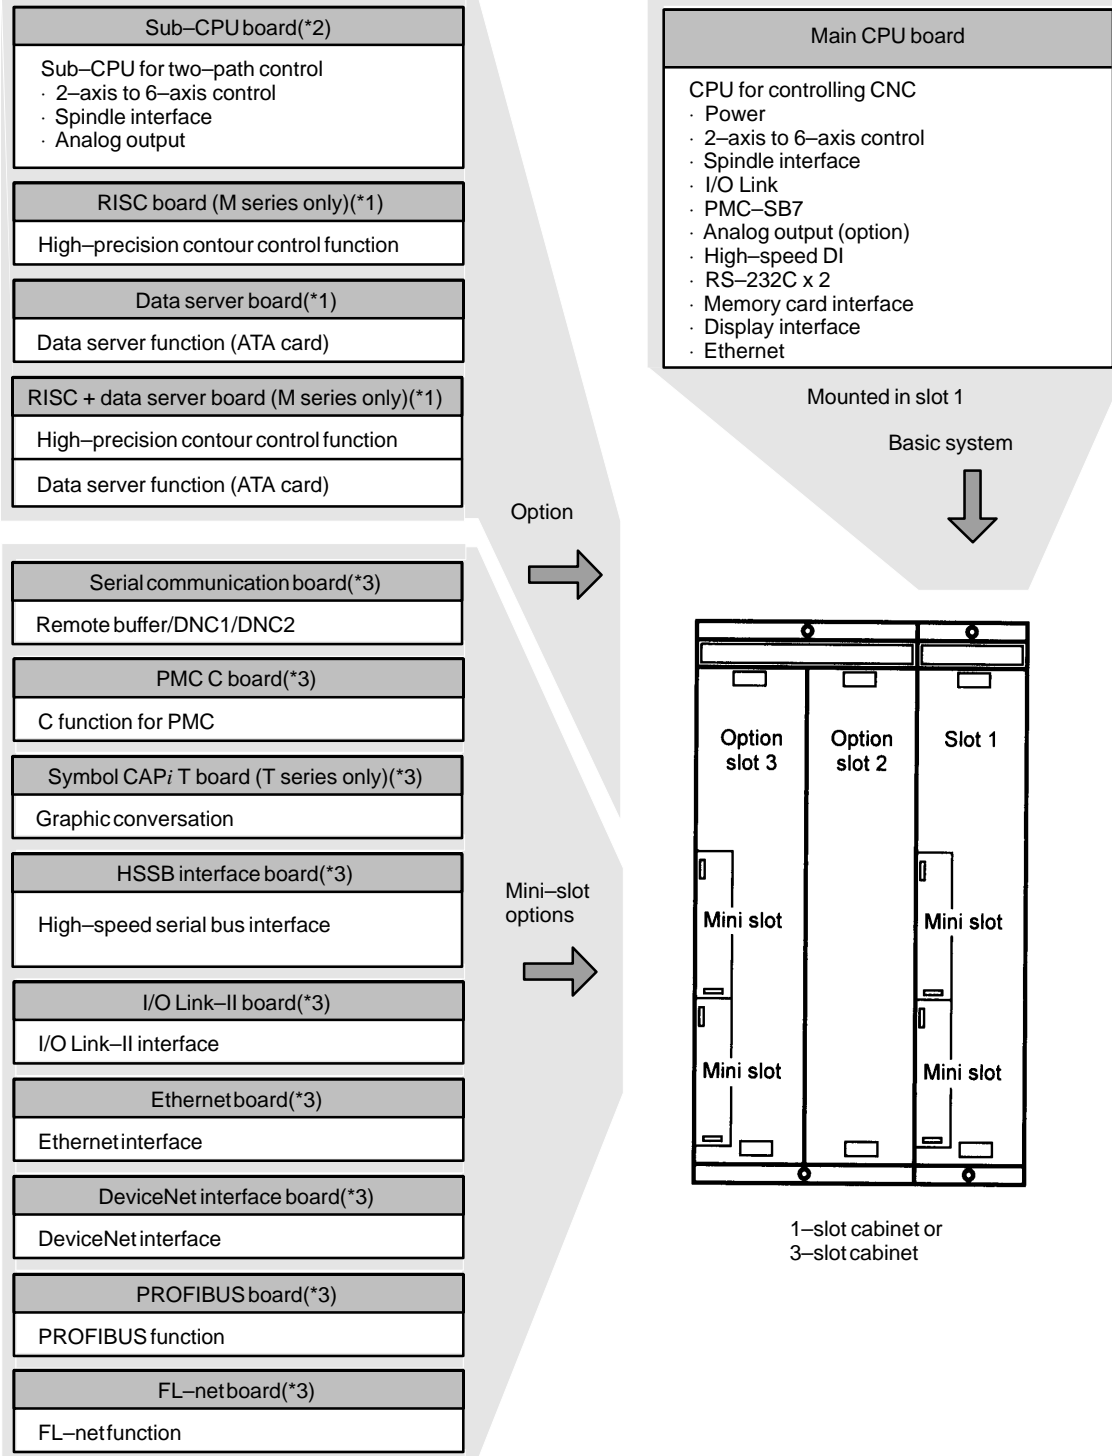 Sub–CPU board(*2)
Sub–CPU for two–path control
· 2–axis to 6–axis control
· Spindle interface
· Analog output
RISC board (M series only)(*1)
High–precision contour control function
Data server board(*1)
Data server function (ATA card)
RISC + data server board (M series only)(*1)
High–precision contour control function
Data server function (ATA card)
Option
Serial communication board(*3)
Remote buffer/DNC1/DNC2
PMC C board(*3)
C function for PMC
Symbol CAPi T board (T series only)(*3)
Graphic conversation
HSSB interface board(*3)
High–speed serial bus interface
Mini–slot
options
I/O Link–II board(*3)
I/O Link–II interface
Ethernet board(*3)
Ethernet interface
DeviceNet interface board(*3)
DeviceNet interface
PROFIBUS board(*3)
PROFIBUS function
FL–net board(*3)
FL–net function
Main CPU board
CPU for controlling CNC
· Power
· 2–axis to 6–axis control
· Spindle interface
· I/O Link
· PMC–SB7
· Analog output (option)
· High–speed DI
· RS–232C x 2
· Memory card interface
· Display interface
· Ethernet
Mounted in slot 1
Basic system
Option
slot 3
Option
slot 2
Slot 1
Mini slot
Mini slot
Mini slot
Mini slot
1–slot cabinet or
3–slot cabinet